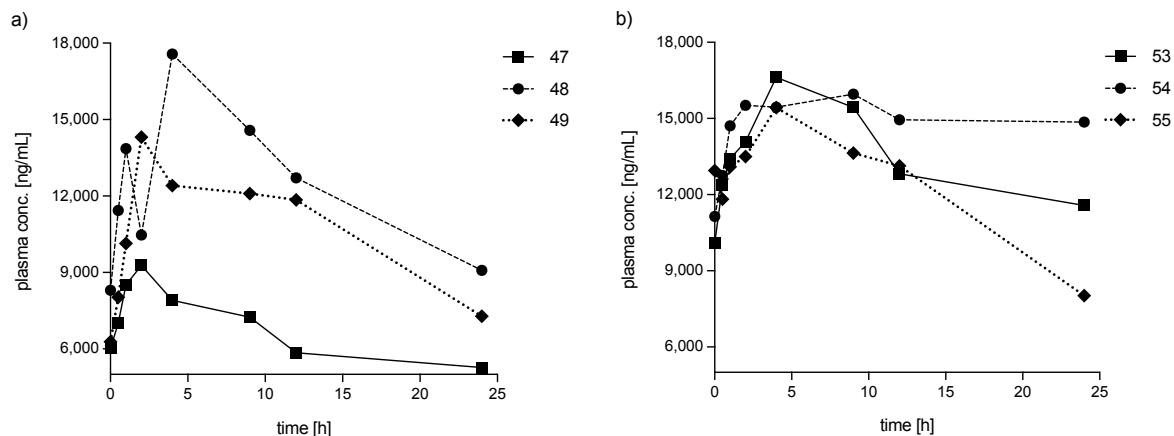 a)
18,000
15,000
12,000
9,000
6,000
plasma conc. [ng/mL]
0 5 10 15 20 25
time [h]
47
48
49
b)
18,000
15,000
12,000
9,000
6,000
plasma conc. [ng/mL]
0 5 10 15 20 25
time [h]
53
54
55